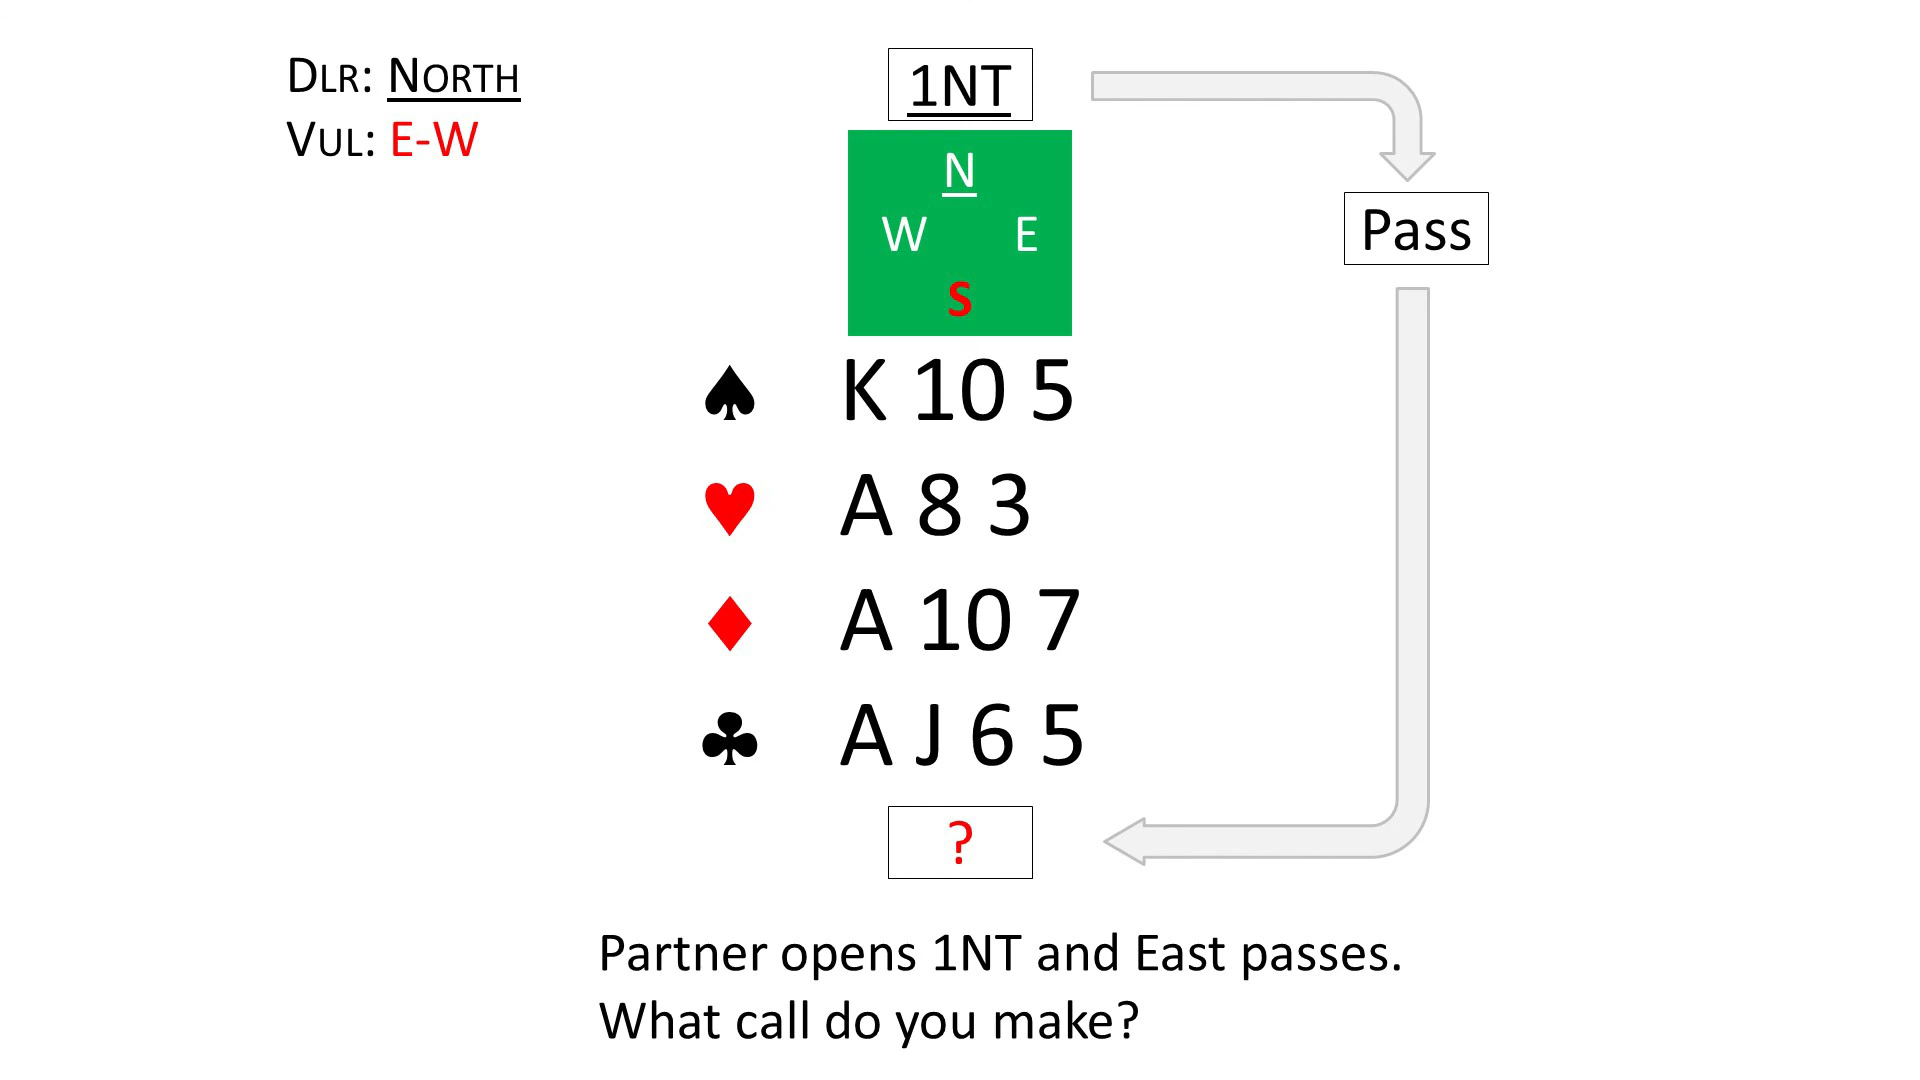 DLR: NORTH
VUL: E-W
1NT
N
W E
S
Pass
♠ K 10 5
♥ A 8 3
♦ A 10 7
♣ A J 6 5
?
Partner opens 1NT and East passes.
What call do you make?